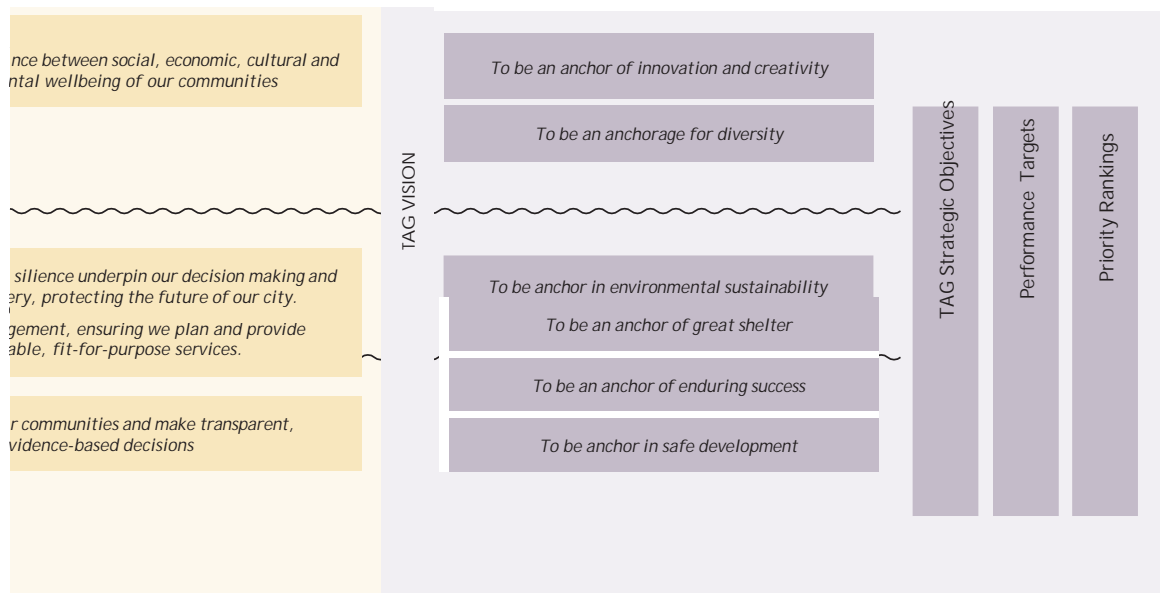 nce between social, economic, cultural and
ntal wellbeing of our communities
silience underpin our decision making and
ery, protecting the future of our city.
gement, ensuring we plan and provide
able, fit-for-purpose services.
r communities and make transparent,
vidence-based decisions
TAG VISION
To be an anchor of innovation and creativity
To be an anchorage for diversity
To be anchor in environmental sustainability
To be an anchor of great shelter
To be an anchor of enduring success
To be anchor in safe development
TAG Strategic Objectives
Performance Targets
Priority Rankings